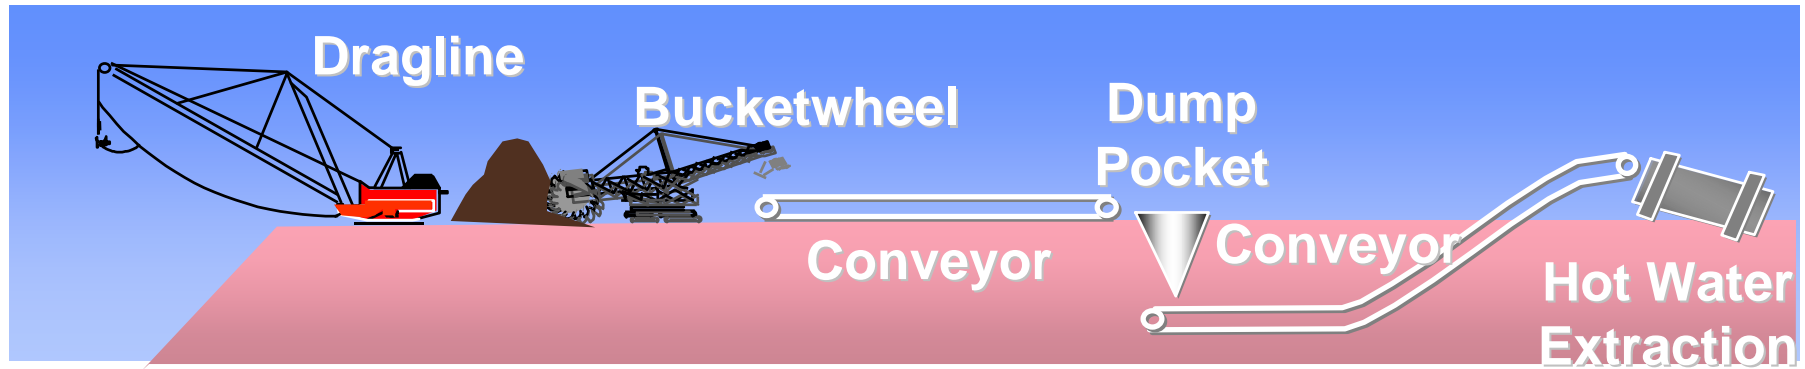 Dragline
Bucketwheel
Dump
Pocket
Conveyor
Conveyor
Hot Water
Extraction